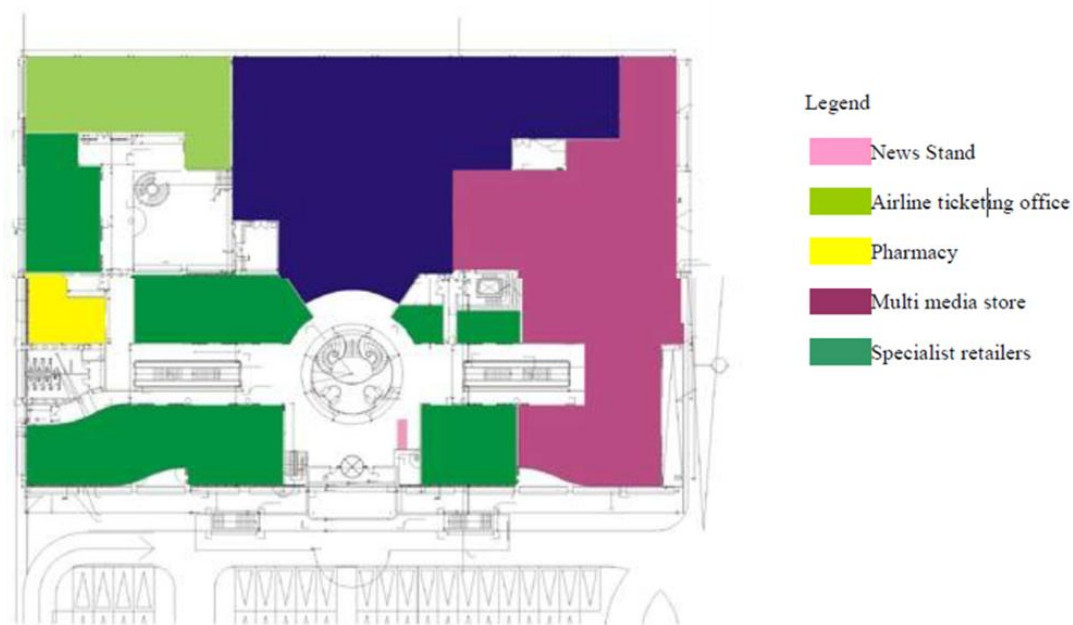 Legend
News Stand
Airline ticketing office
Pharmacy
Multi media store
Specialist retailers